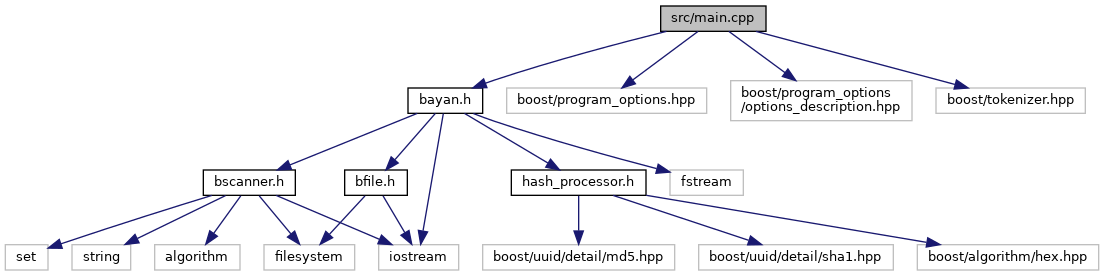 src/main.cpp
bayan.h
boost/program_options.hpp
boost/program_options
/options_description.hpp
boost/tokenizer.hpp
bscanner.h
bfile.h
hash_processor.h
fstream
set
string
algorithm
filesystem
iostream
boost/uuid/detail/md5.hpp
boost/uuid/detail/sha1.hpp
boost/algorithm/hex.hpp